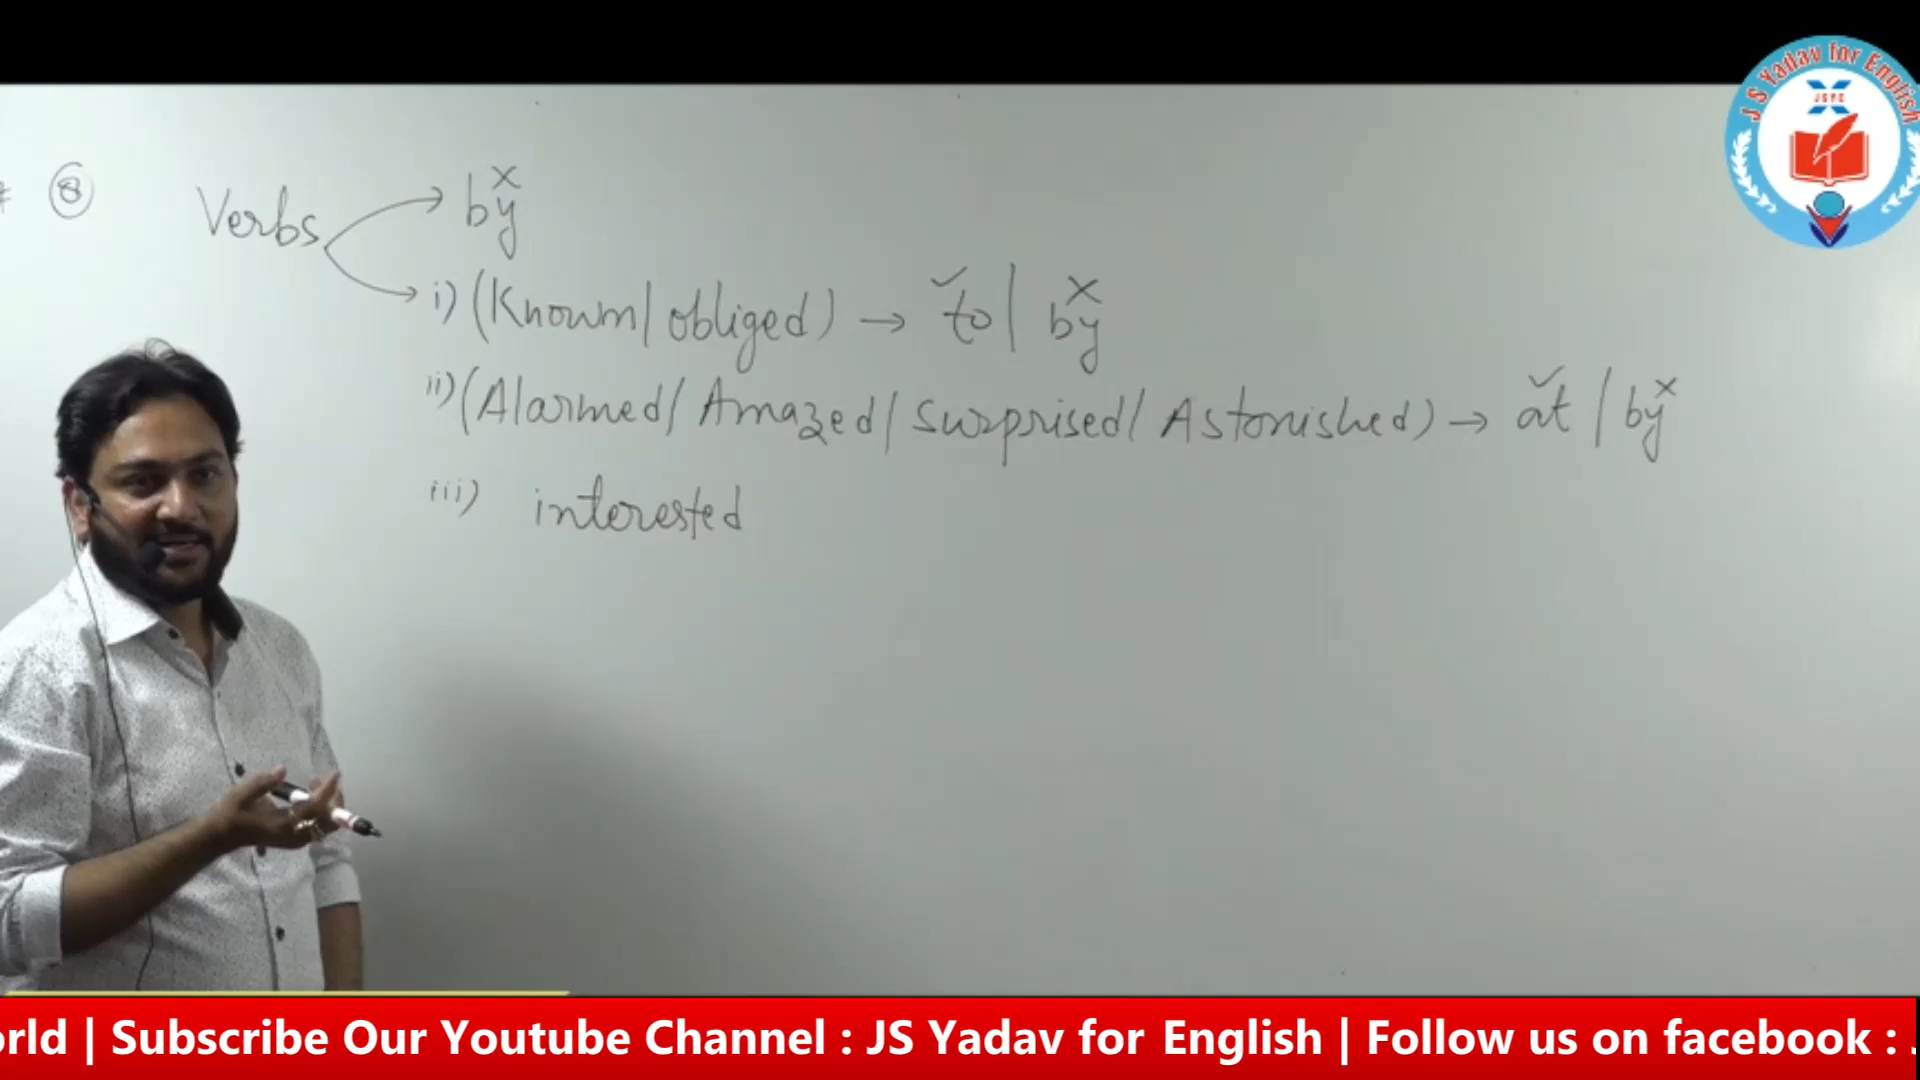 J S Yadav for English
JSYE
⑧ Verbs → by ×
→ i) (Known/obliged) → ✓to | by ×
ii) (Alarmed/Amazed/Surprised/Astonished) → ✓at / by ×
iii) interested
orld | Subscribe Our Youtube Channel : JS Yadav for English | Follow us on facebook :